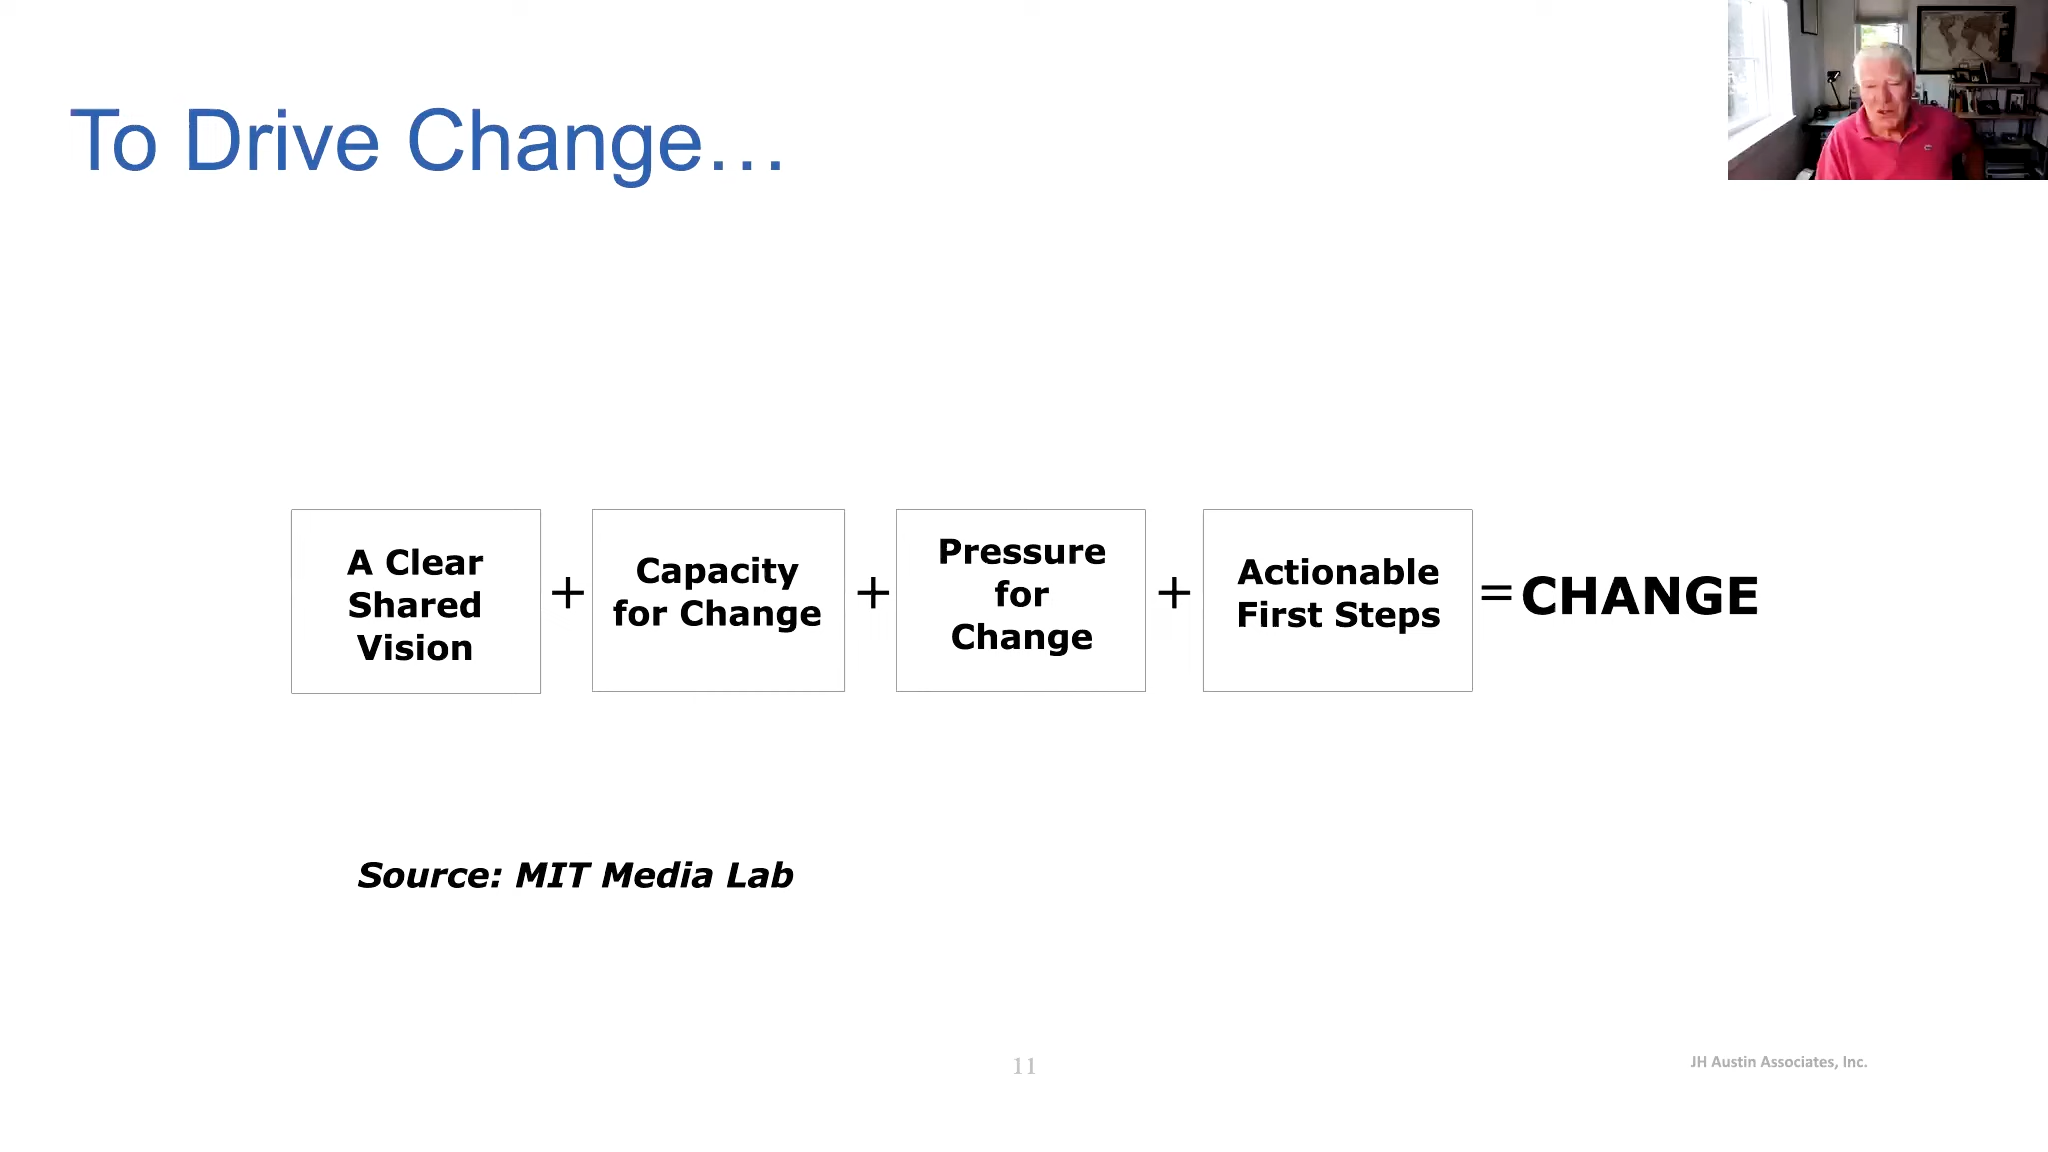 To Drive Change…
A Clear
Shared
Vision
+
Capacity
for Change
+
Pressure
for
Change
+
Actionable
First Steps
=
CHANGE
Source: MIT Media Lab
11
JH Austin Associates, Inc.